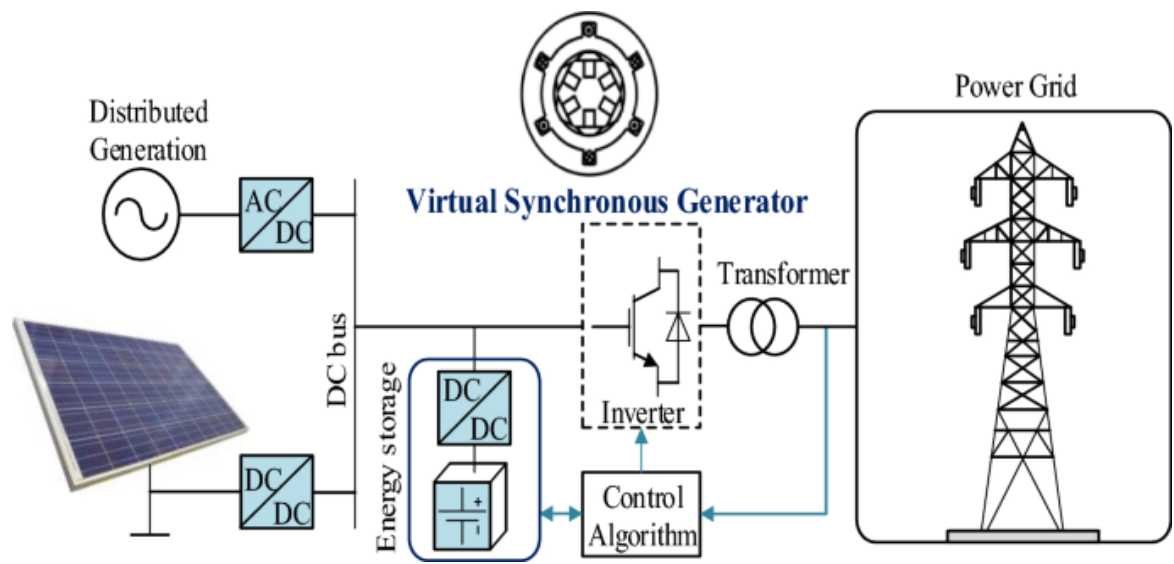 Power Grid
Distributed
Generation
AC
DC
Virtual Synchronous Generator
Transformer
DC bus
Inverter
Energy storage
DC
DC
+
-
DC
DC
Control
Algorithm